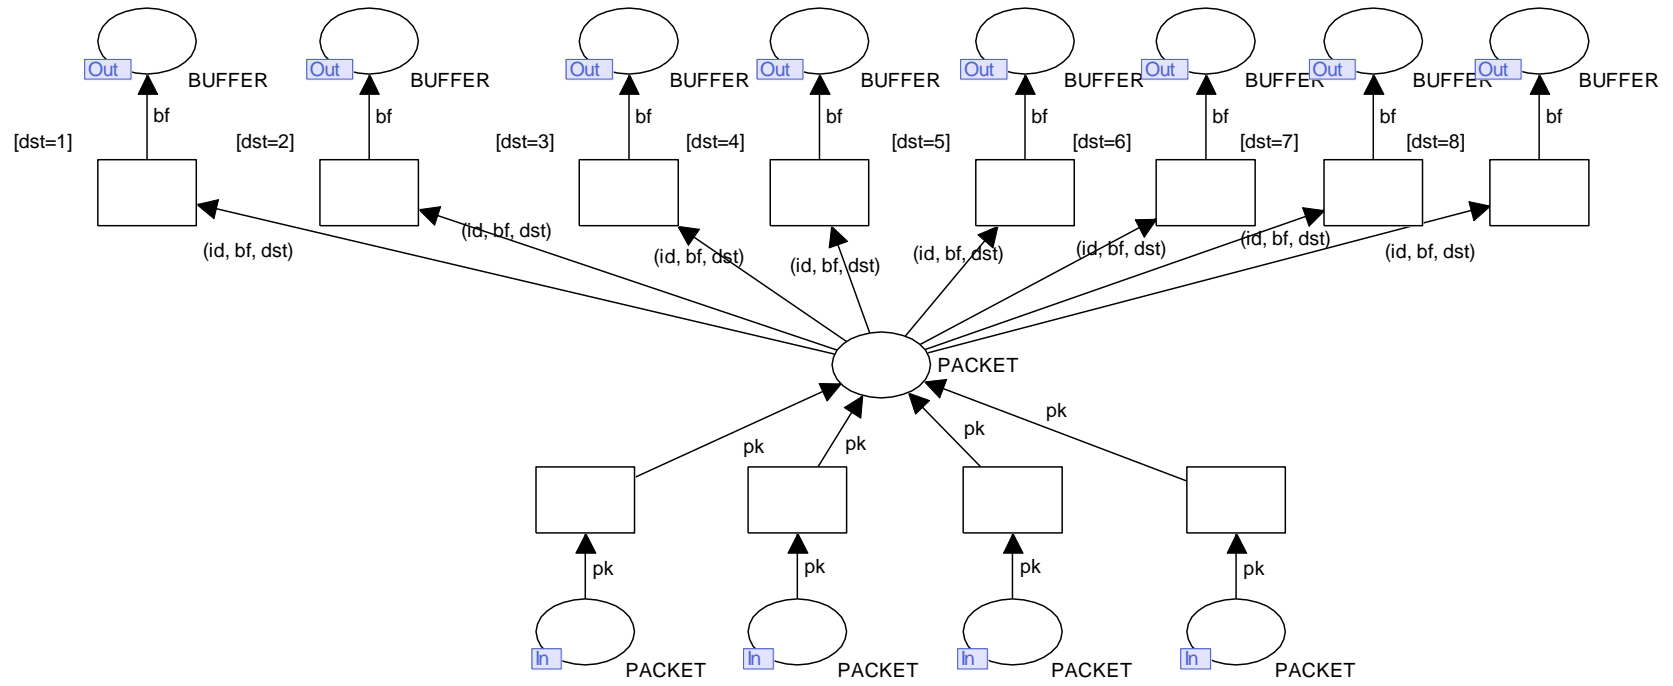 Out
Out
Out
Out
Out
Out
Out
Out
BUFFER
BUFFER
BUFFER
BUFFER
BUFFER
BUFFER
BUFFER
BUFFER
bf
bf
bf
bf
bf
bf
bf
bf
[dst=1]
[dst=2]
[dst=3]
[dst=4]
[dst=5]
[dst=6]
[dst=7]
[dst=8]
(id, bf, dst)
(id, bf, dst)
(id, bf, dst)
(id, bf, dst)
(id, bf, dst)
(id, bf, dst)
(id, bf, dst)
(id, bf, dst)
PACKET
pk
pk
pk
pk
pk
pk
pk
pk
In
In
In
In
PACKET
PACKET
PACKET
PACKET